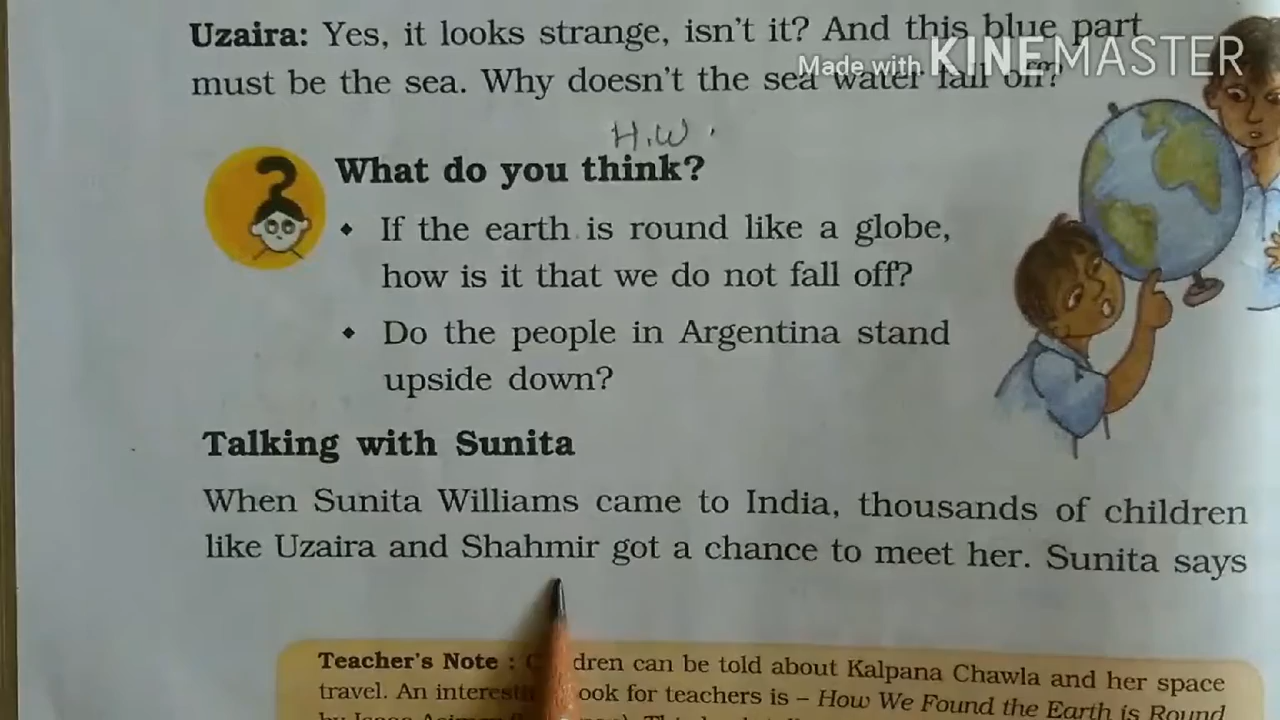 Uzaira: Yes, it looks strange, isn't it? And this blue part
Made with KINEMASTER
must be the sea. Why doesn't the sea water fall off?
H.W.
What do you think?
♦ If the earth is round like a globe,
how is it that we do not fall off?
♦ Do the people in Argentina stand
upside down?
Talking with Sunita
When Sunita Williams came to India, thousands of children
like Uzaira and Shahmir got a chance to meet her. Sunita says
Teacher's Note : dren can be told about Kalpana Chawla and her space
travel. An ook for teachers is – How We Found the Earth is Round